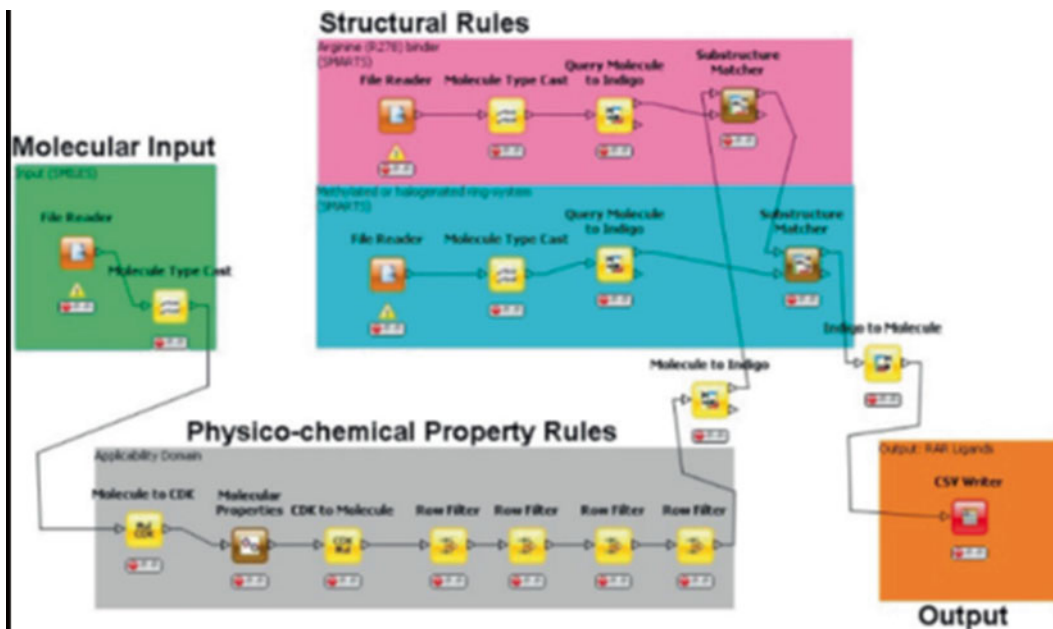 Structural Rules
Arginine (R278) binder
(SMARTS)
File Reader
Molecule Type Cast
Query Molecule
to Indigo
Substructure
Matcher
Molecular Input
Input (SMILES)
File Reader
Molecule Type Cast
Methylated or halogenated ring-system
(SMARTS)
File Reader
Molecule Type Cast
Query Molecule
to Indigo
Substructure
Matcher
Indigo to Molecule
Molecule to Indigo
Physico-chemical Property Rules
Applicability Domain
Molecule to CDK
Molecular
Properties
CDK to Molecule
Row Filter
Row Filter
Row Filter
Row Filter
Output: RAR Ligands
CSV Writer
Output